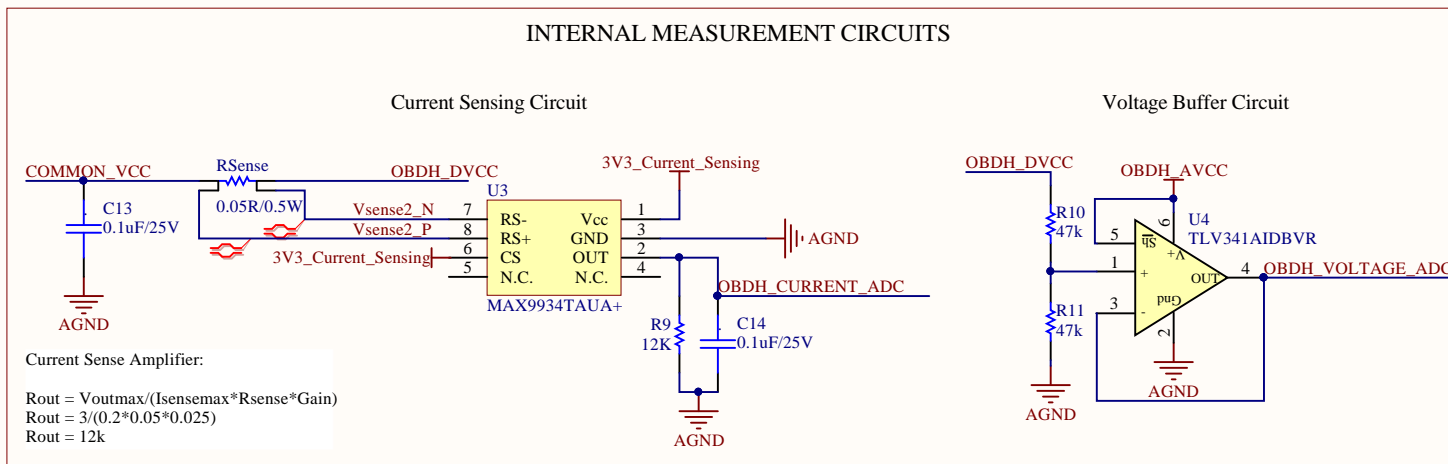 INTERNAL MEASUREMENT CIRCUITS
Current Sensing Circuit
Voltage Buffer Circuit
COMMON_VCC
RSense
0.05R/0.5W
OBDH_DVCC
C13
0.1uF/25V
AGND
Vsense2_N
Vsense2_P
3V3_Current_Sensing
U3
7 RS- Vcc 1
8 RS+ GND 3
6 CS OUT 2
5 N.C. N.C. 4
MAX9934TAUA+
3V3_Current_Sensing
AGND
OBDH_CURRENT_ADC
R9
12K
C14
0.1uF/25V
AGND
Current Sense Amplifier:
Rout = Voutmax/(Isensemax*Rsense*Gain)
Rout = 3/(0.2*0.05*0.025)
Rout = 12k
OBDH_DVCC
R10
47k
R11
47k
AGND
OBDH_AVCC
U4
TLV341AIDBVR
6
V+
5 Sh
1 +
3 -
OUT 4
Gnd
2
AGND
OBDH_VOLTAGE_ADC